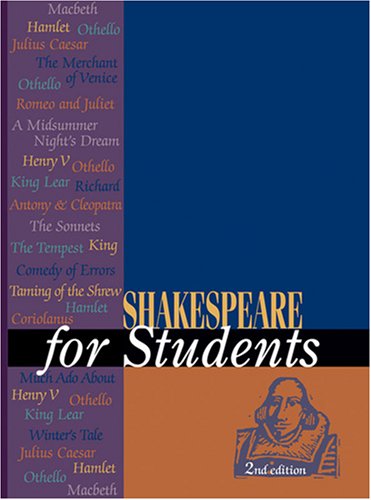 Macbeth
Hamlet
Othello
Julius Caesar
The Merchant
of Venice
Othello
Romeo and Juliet
A Midsummer
Night's Dream
Henry V
Othello
King Lear
Richard
Antony & Cleopatra
The Sonnets
The Tempest
King
Comedy of Errors
Taming of the Shrew
Hamlet
Coriolanus
SHAKESPEARE
for Students
Much Ado About
Henry V
Othello
King Lear
Winter's Tale
Julius Caesar
Hamlet
Othello
Macbeth
2nd edition